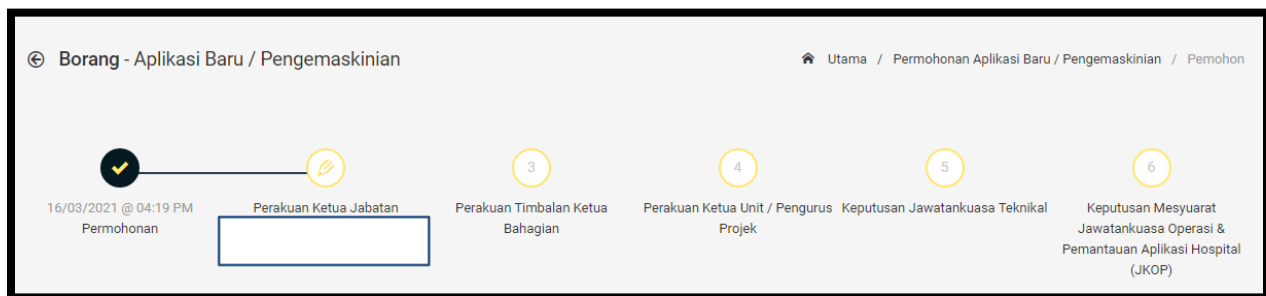 Borang - Aplikasi Baru / Pengemaskinian
Utama / Permohonan Aplikasi Baru / Pengemaskinian / Pemohon
3
4
5
6
16/03/2021 @ 04:19 PM
Permohonan
Perakuan Ketua Jabatan
Perakuan Timbalan Ketua
Bahagian
Perakuan Ketua Unit / Pengurus
Projek
Keputusan Jawatankuasa Teknikal
Keputusan Mesyuarat
Jawatankuasa Operasi &
Pemantauan Aplikasi Hospital
(JKOP)